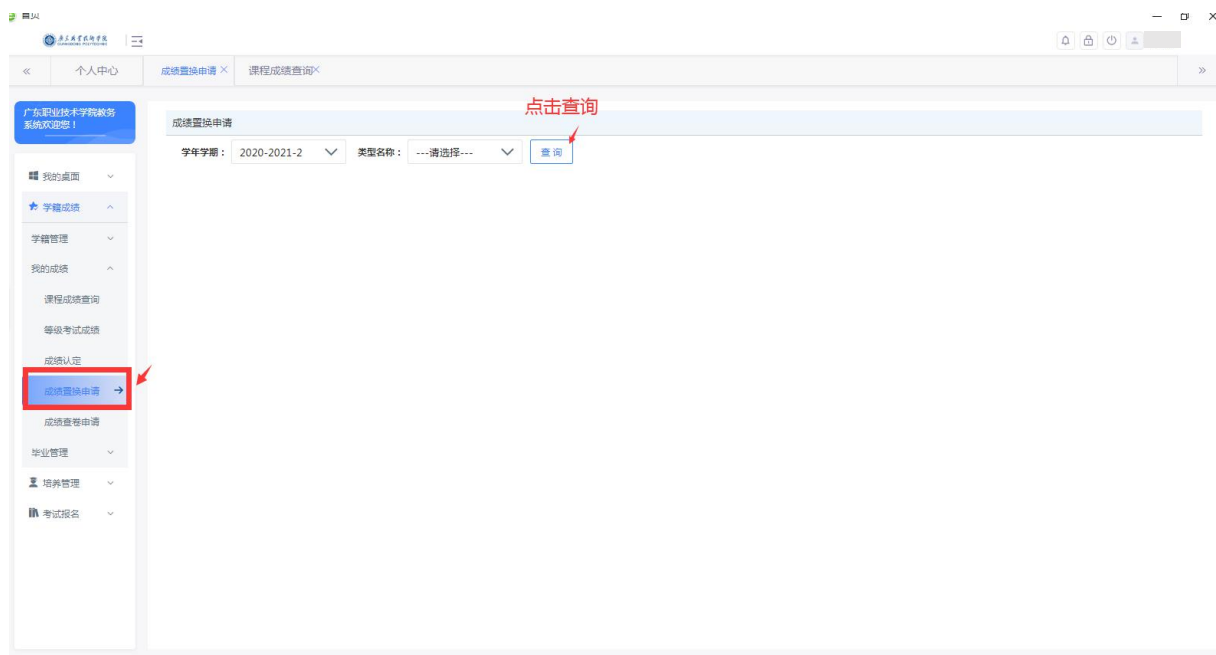 首页
个人中心
成绩置换申请
课程成绩查询
广东职业技术学院教务
系统欢迎您！
点击查询
成绩置换申请
学年学期： 2020-2021-2 类型名称： ---请选择--- 查 询
我的桌面
学籍成绩
学籍管理
我的成绩
课程成绩查询
等级考试成绩
成绩认定
成绩置换申请
成绩查卷申请
毕业管理
培养管理
考试报名